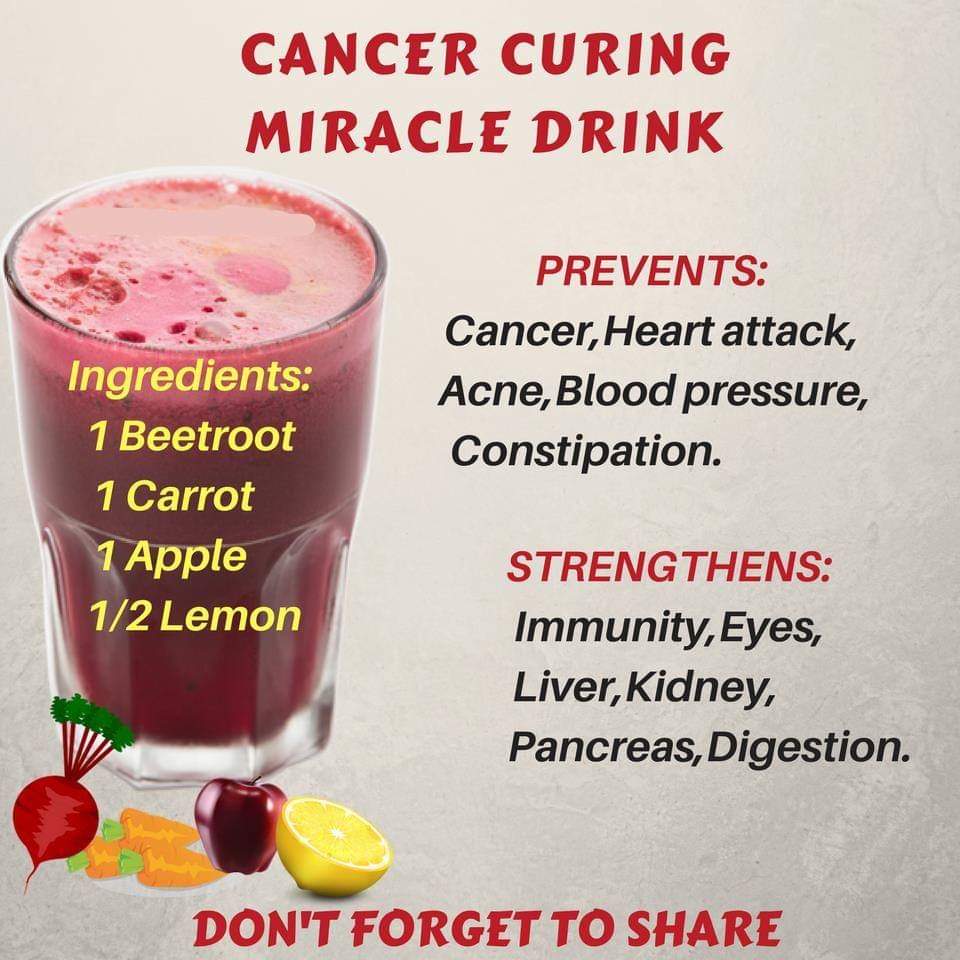 CANCER CURING
MIRACLE DRINK
Ingredients:
1 Beetroot
1 Carrot
1 Apple
1/2 Lemon
PREVENTS:
Cancer, Heart attack,
Acne, Blood pressure,
Constipation.
STRENGTHENS:
Immunity, Eyes,
Liver, Kidney,
Pancreas, Digestion.
DON'T FORGET TO SHARE